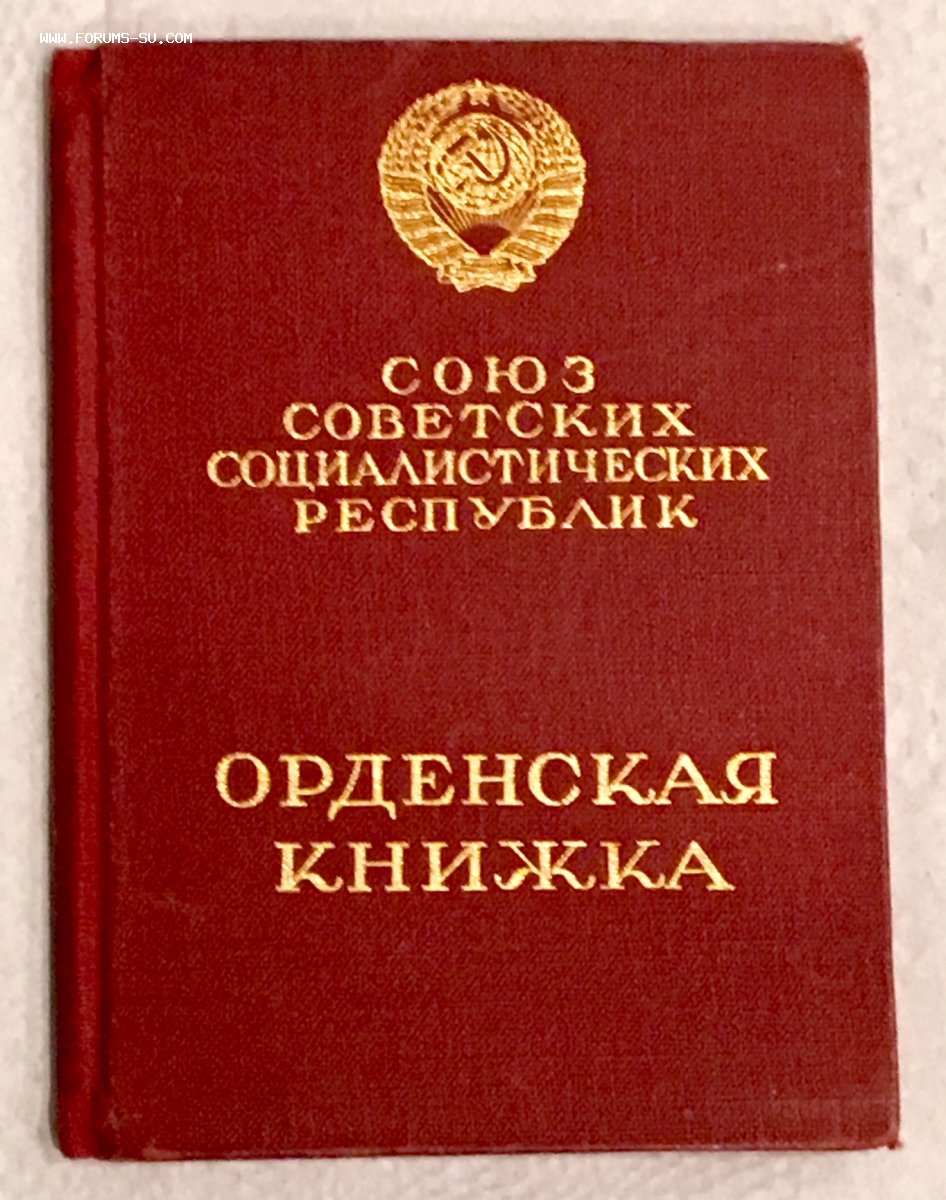 www.forums-su.com
СОЮЗ
СОВЕТСКИХ
СОЦИАЛИСТИЧЕСКИХ
РЕСПУБЛИК
ОРДЕНСКАЯ
КНИЖКА